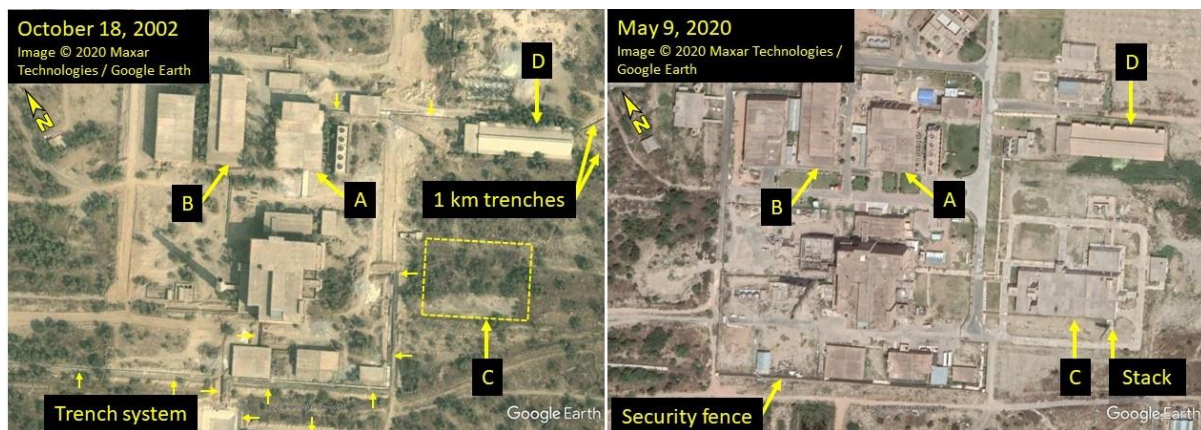 October 18, 2002
Image © 2020 Maxar
Technologies / Google Earth
N
D
B
A
1 km trenches
C
Trench system
Google Earth
May 9, 2020
Image © 2020 Maxar Technologies /
Google Earth
N
D
B
A
C
Stack
Security fence
Google Earth